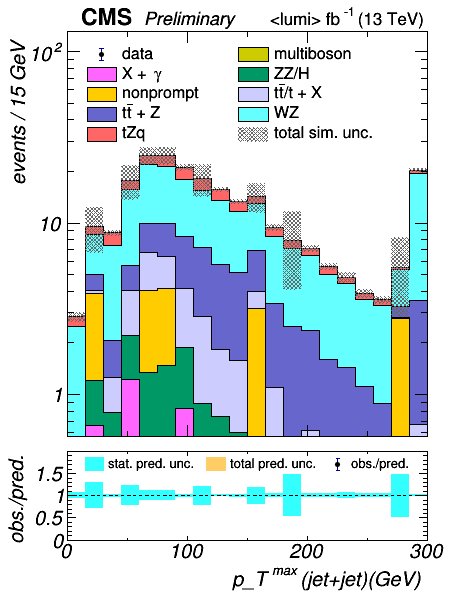 CMS Preliminary <lumi> fb⁻¹ (13 TeV)
events / 15 GeV
10²
10
1
data
X + γ
nonprompt
tt̄ + Z
tZq
multiboson
ZZ/H
tt̄/t + X
WZ
total sim. unc.
obs./pred.
1.5
1
0.5
0
stat. pred. unc. total pred. unc. obs./pred.
0 100 200 300
p_T^max (jet+jet)(GeV)